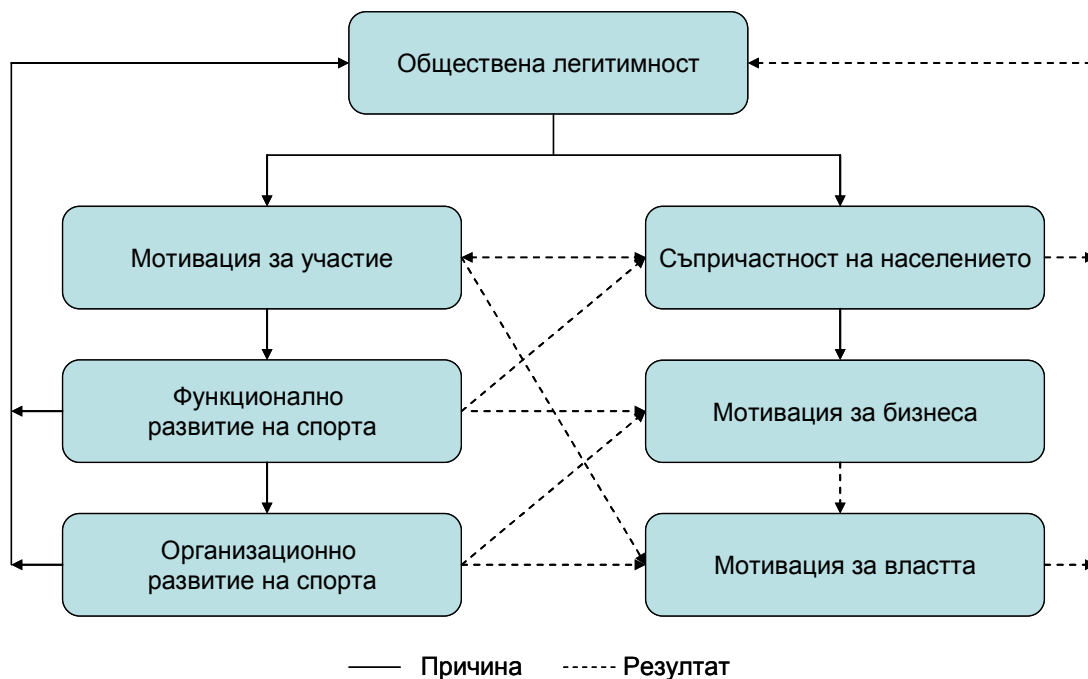 Обществена легитимност
Мотивация за участие
Съпричастност на населението
Функционално
развитие на спорта
Мотивация за бизнеса
Организационно
развитие на спорта
Мотивация за властта
Причина
Резултат